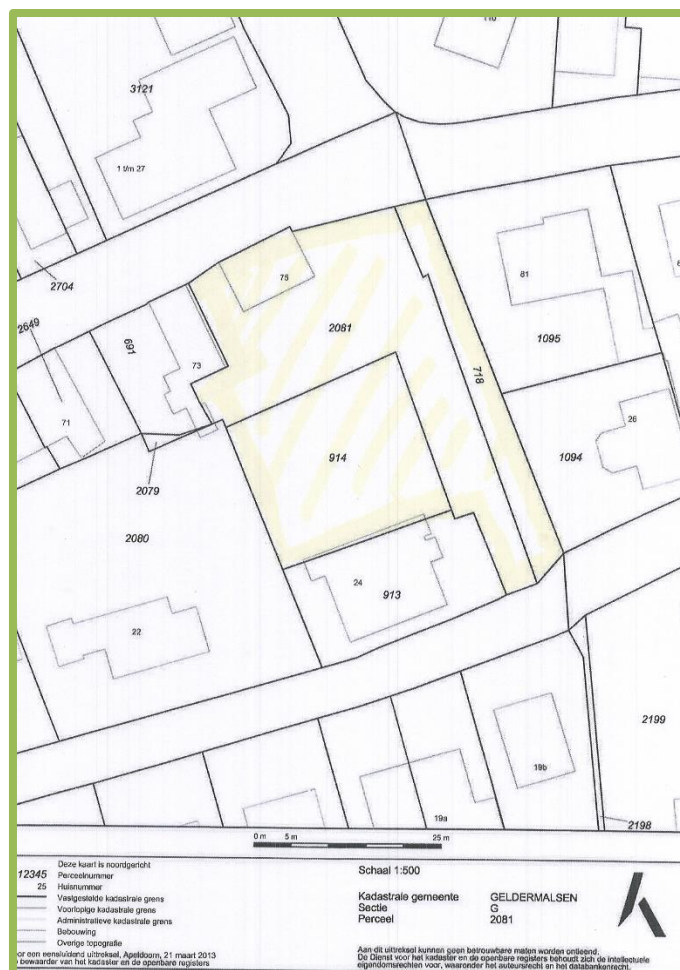 11b
3121
1 t/m 27
2704
75
81
2649
691
73
2081
1095
718
71
26
914
1094
2079
2080
24
913
22
2199
19b
19a
2198
0 m 5 m 25 m
Deze kaart is noordgericht
12345 Perceelnummer
25 Huisnummer
Vastgestelde kadastrale grens
Voorlopige kadastrale grens
Administratieve kadastrale grens
Bebouwing
Overige topografie
oor een eensluidend uittreksel, Apeldoorn, 21 maart 2013
bewaarder van het kadaster en de openbare registers
Schaal 1:500
Kadastrale gemeente GELDERMALSEN
Sectie G
Perceel 2081
Aan dit uittreksel kunnen geen betrouwbare maten worden ontleend.
De Dienst voor het kadaster en de openbare registers behoudt zich de intellectuele
eigendomsrechten voor, waaronder het auteursrecht en het databankenrecht.